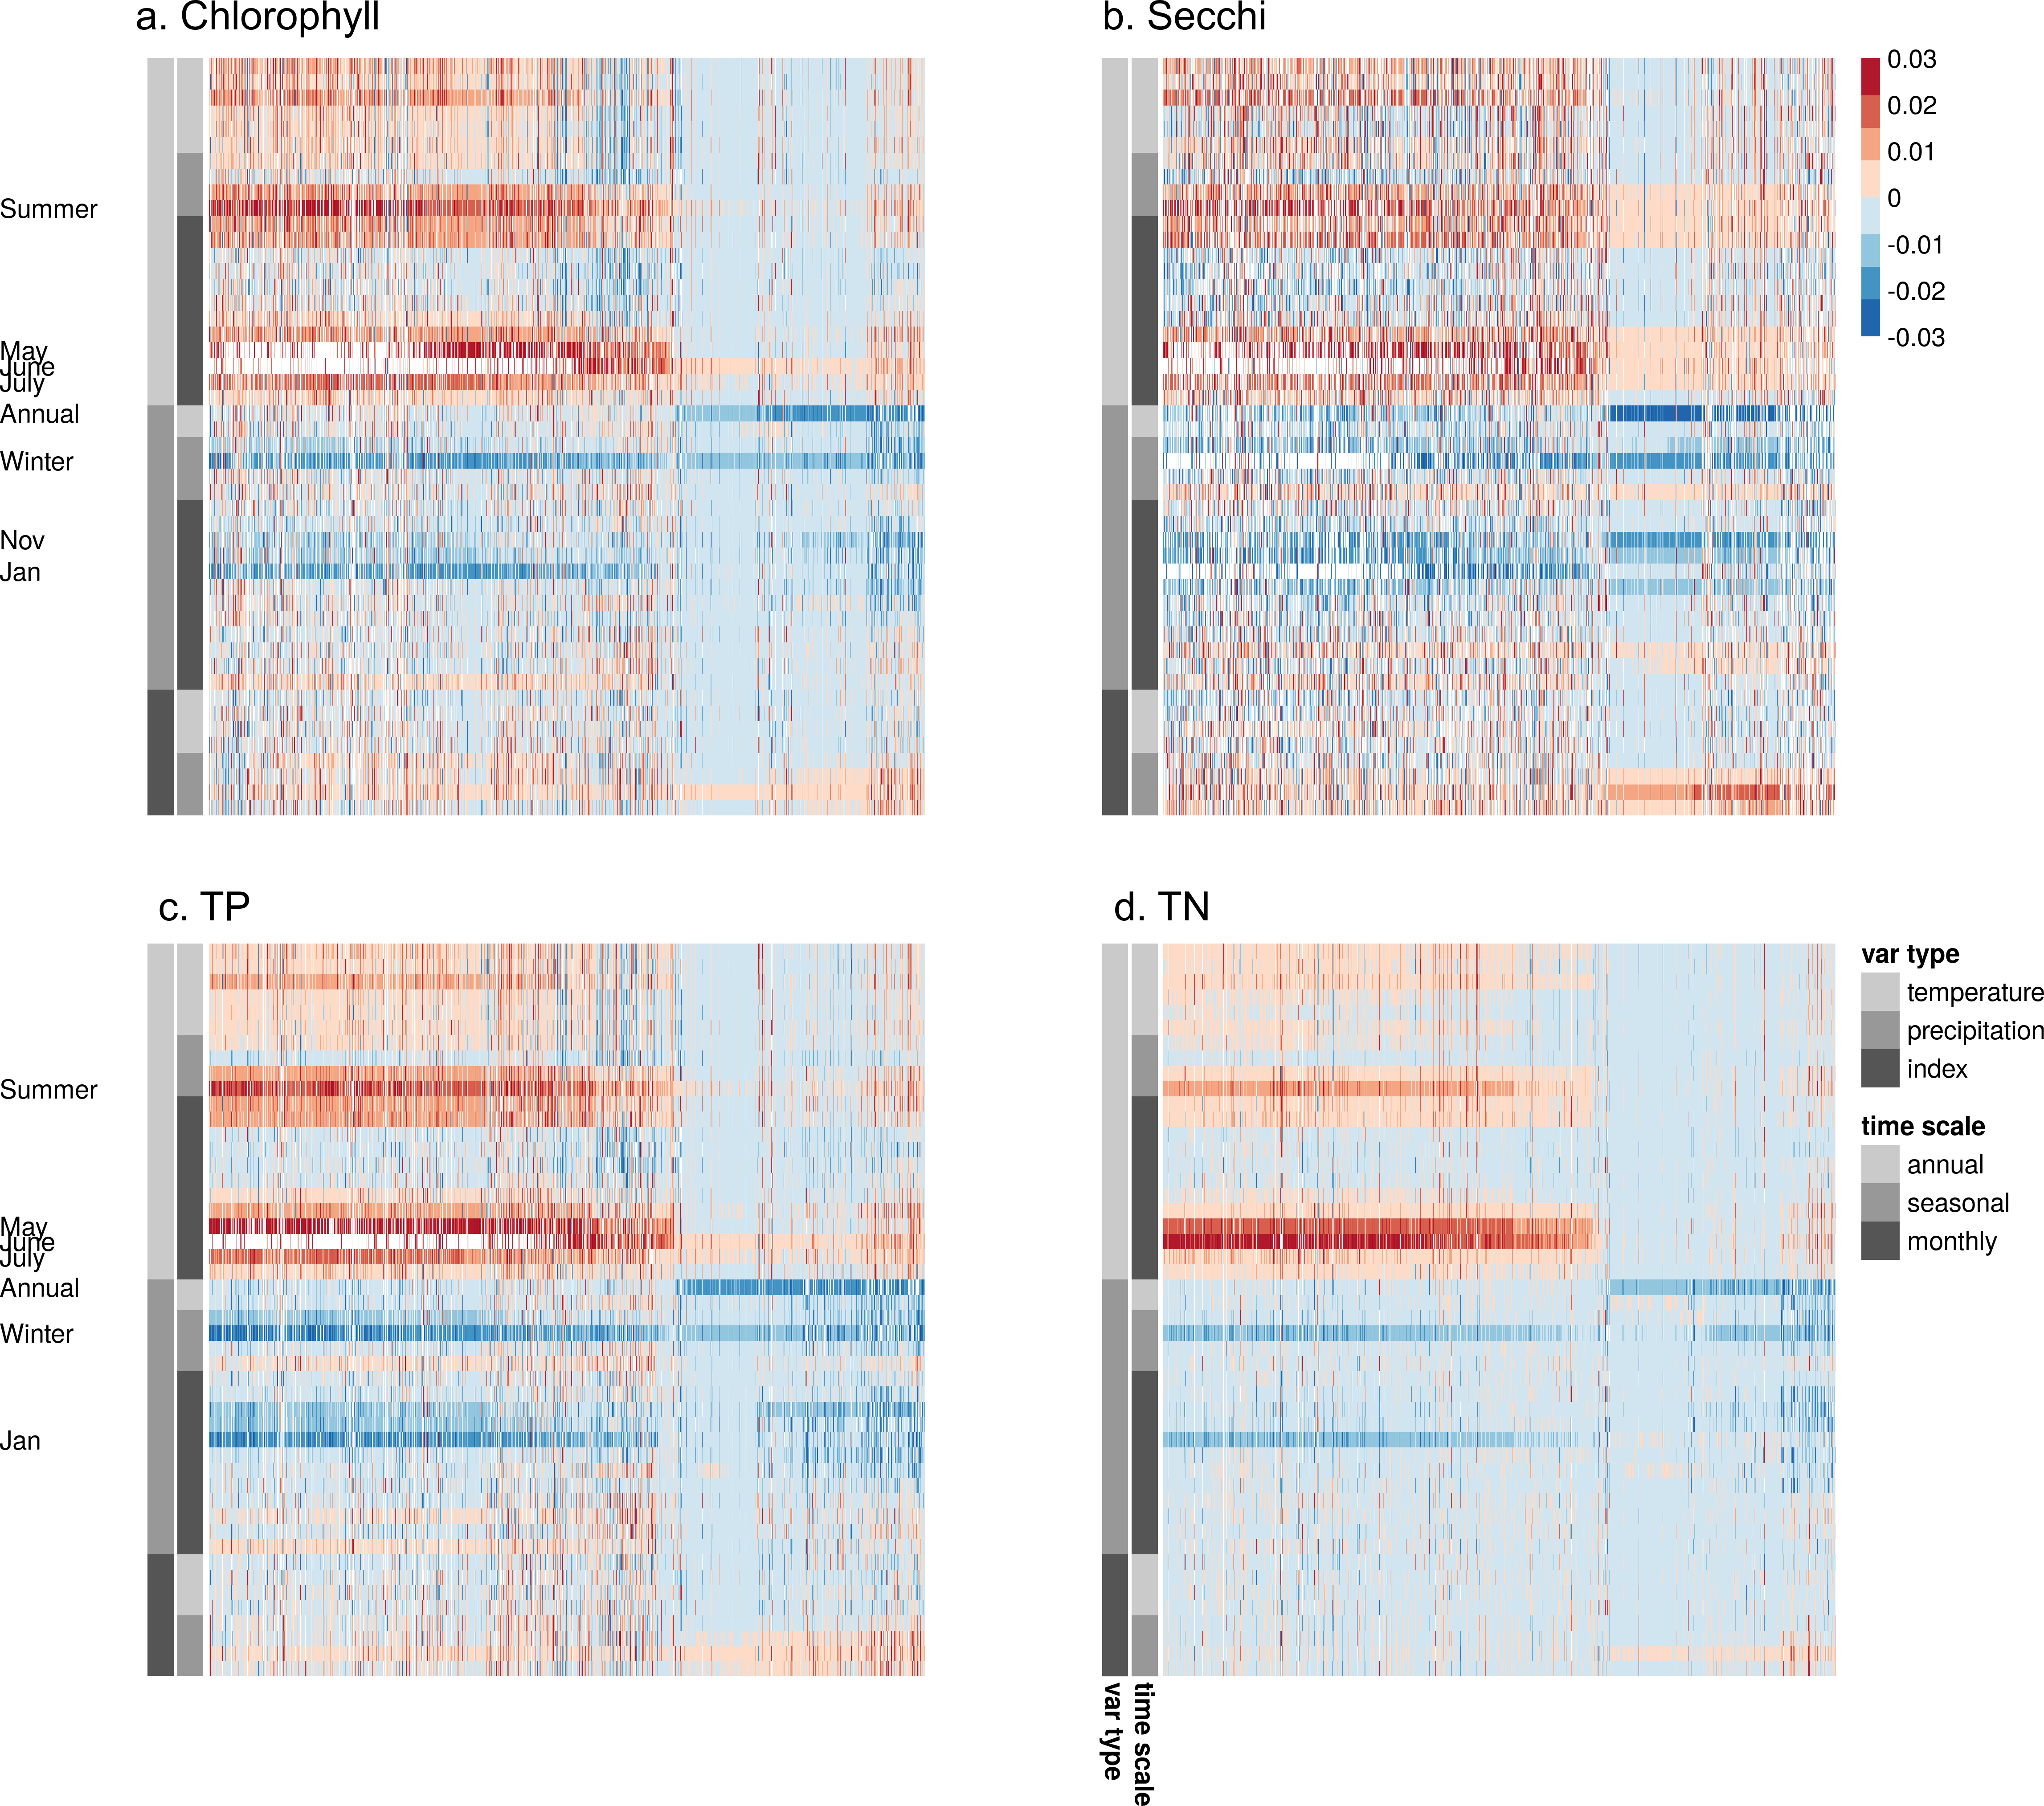 a. Chlorophyll
b. Secchi
0.03
0.02
0.01
0
-0.01
-0.02
-0.03
Summer
May
June
July
Annual
Winter
Nov
Jan
c. TP
d. TN
Summer
May
June
July
Annual
Winter
Jan
var type
temperature
precipitation
index
time scale
annual
seasonal
monthly
var type
time scale